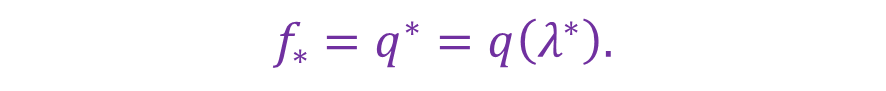 f_* = q^* = q(λ^*).